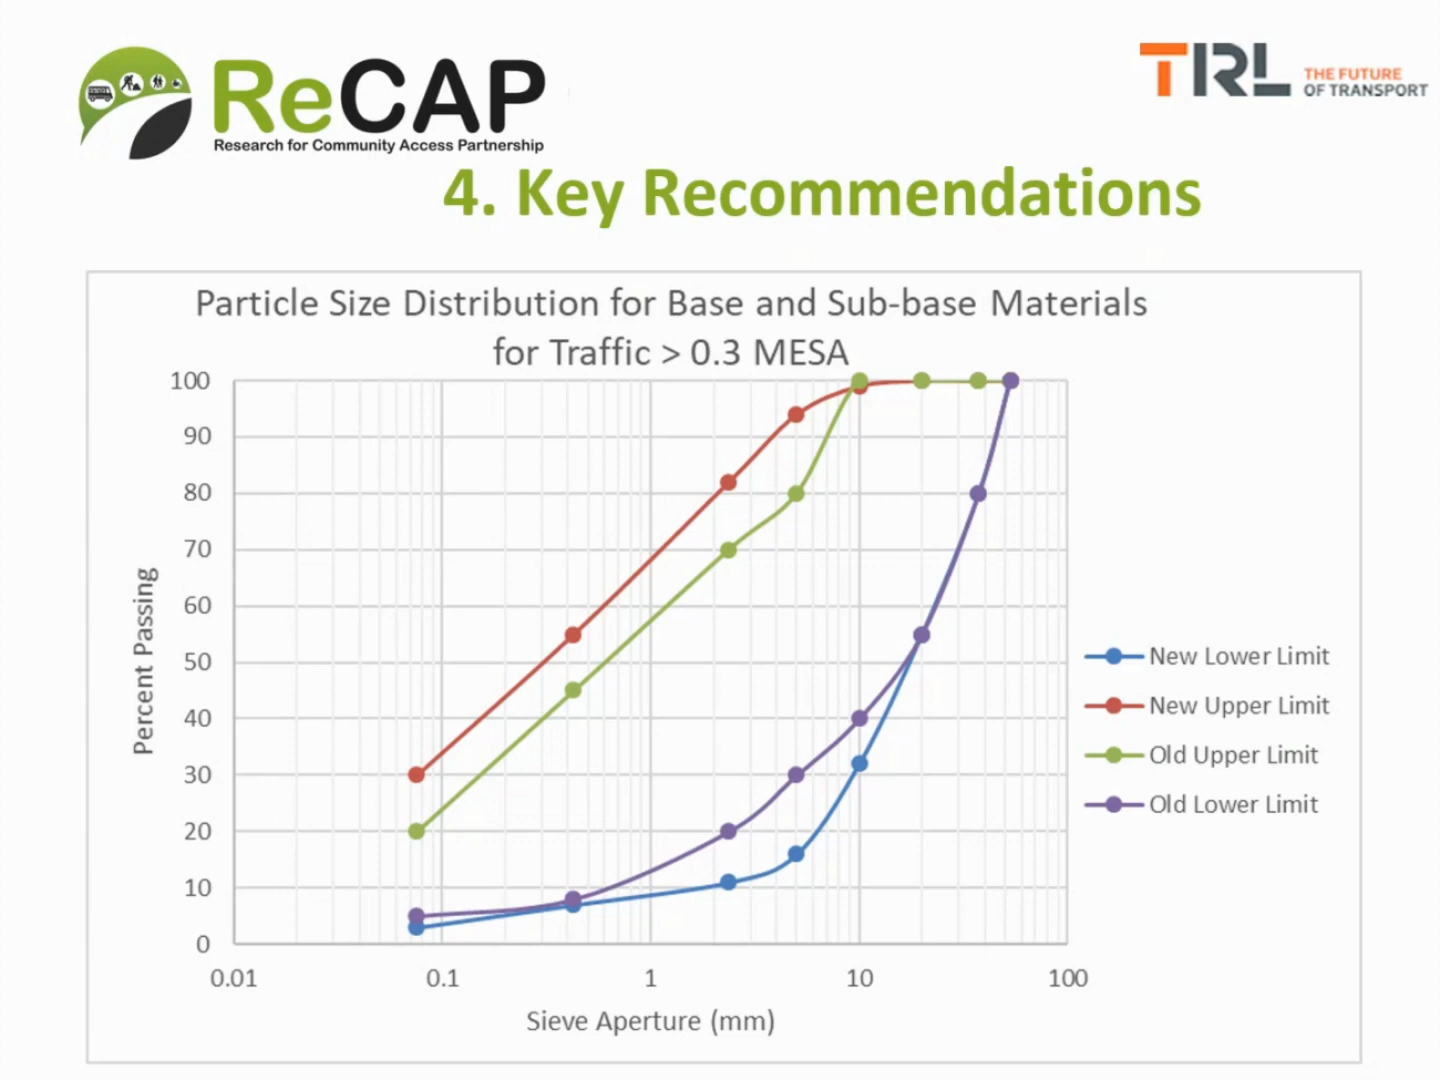 ReCAP
Research for Community Access Partnership
TRL THE FUTURE
OF TRANSPORT
4. Key Recommendations
Particle Size Distribution for Base and Sub-base Materials
for Traffic > 0.3 MESA
100
90
80
70
60
50
40
30
20
10
0
Percent Passing
0.01 0.1 1 10 100
Sieve Aperture (mm)
New Lower Limit
New Upper Limit
Old Upper Limit
Old Lower Limit